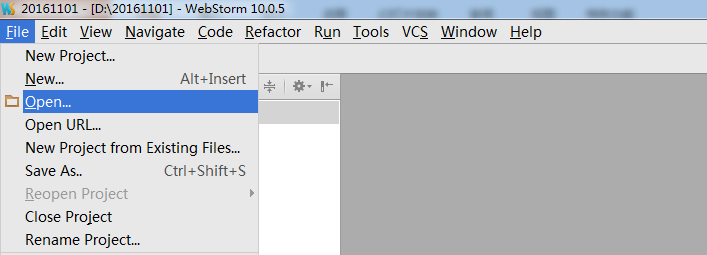 20161101 - [D:\20161101] - WebStorm 10.0.5
File Edit View Navigate Code Refactor Run Tools VCS Window Help
New Project...
New... Alt+Insert
Open...
Open URL...
New Project from Existing Files...
Save As.. Ctrl+Shift+S
Reopen Project
Close Project
Rename Project...